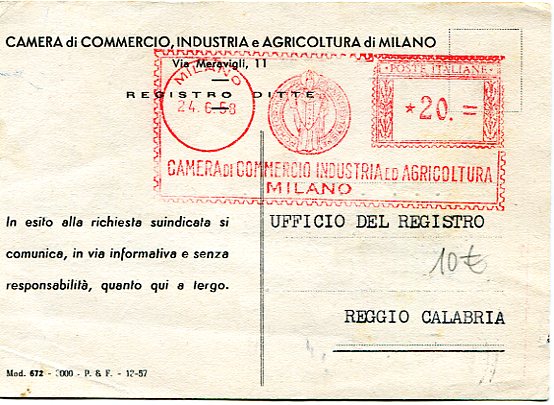 CAMERA di COMMERCIO, INDUSTRIA e AGRICOLTURA di MILANO
Via Meravigli, 11
REGISTRO DITTE
MILANO
24.6.58
POSTE ITALIANE
*20.=
CAMERA DI COMMERCIO INDUSTRIA ED AGRICOLTURA
MILANO
In esito alla richiesta suindicata si
comunica, in via informativa e senza
responsabilità, quanto qui a tergo.
UFFICIO DEL REGISTRO
10€
REGGIO CALABRIA
Mod. 672 - 3000 - P. & F. - 12-57